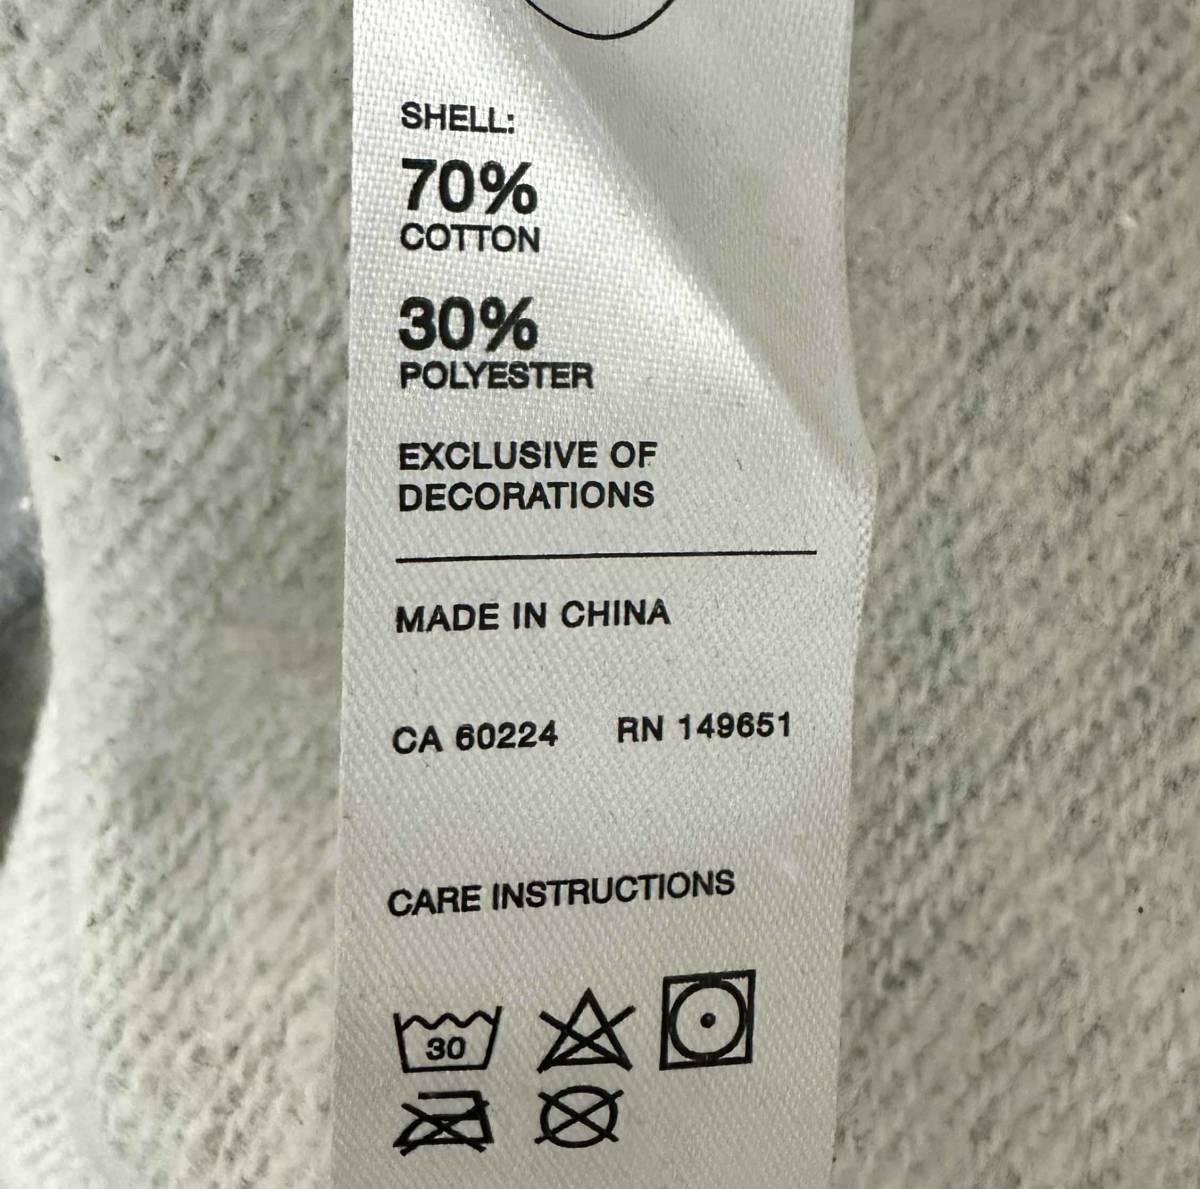 SHELL:
70%
COTTON
30%
POLYESTER
EXCLUSIVE OF
DECORATIONS
MADE IN CHINA
CA 60224 RN 149651
CARE INSTRUCTIONS
30